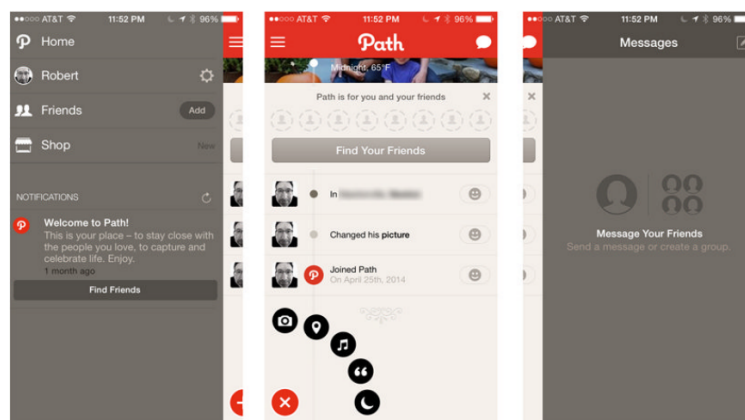 AT&T 11:52 PM 96%
Home
Robert
Friends Add
Shop New
NOTIFICATIONS
Welcome to Path!
This is your place – to stay close with
the people you love, to capture and
celebrate life. Enjoy.
1 month ago
Find Friends
AT&T 11:52 PM 96%
Path
Midnight, 65°F
Path is for you and your friends
Find Your Friends
In
Changed his picture
Joined Path
On April 25th, 2014
AT&T 11:52 PM 96%
Messages
Message Your Friends
Send a message or create a group.